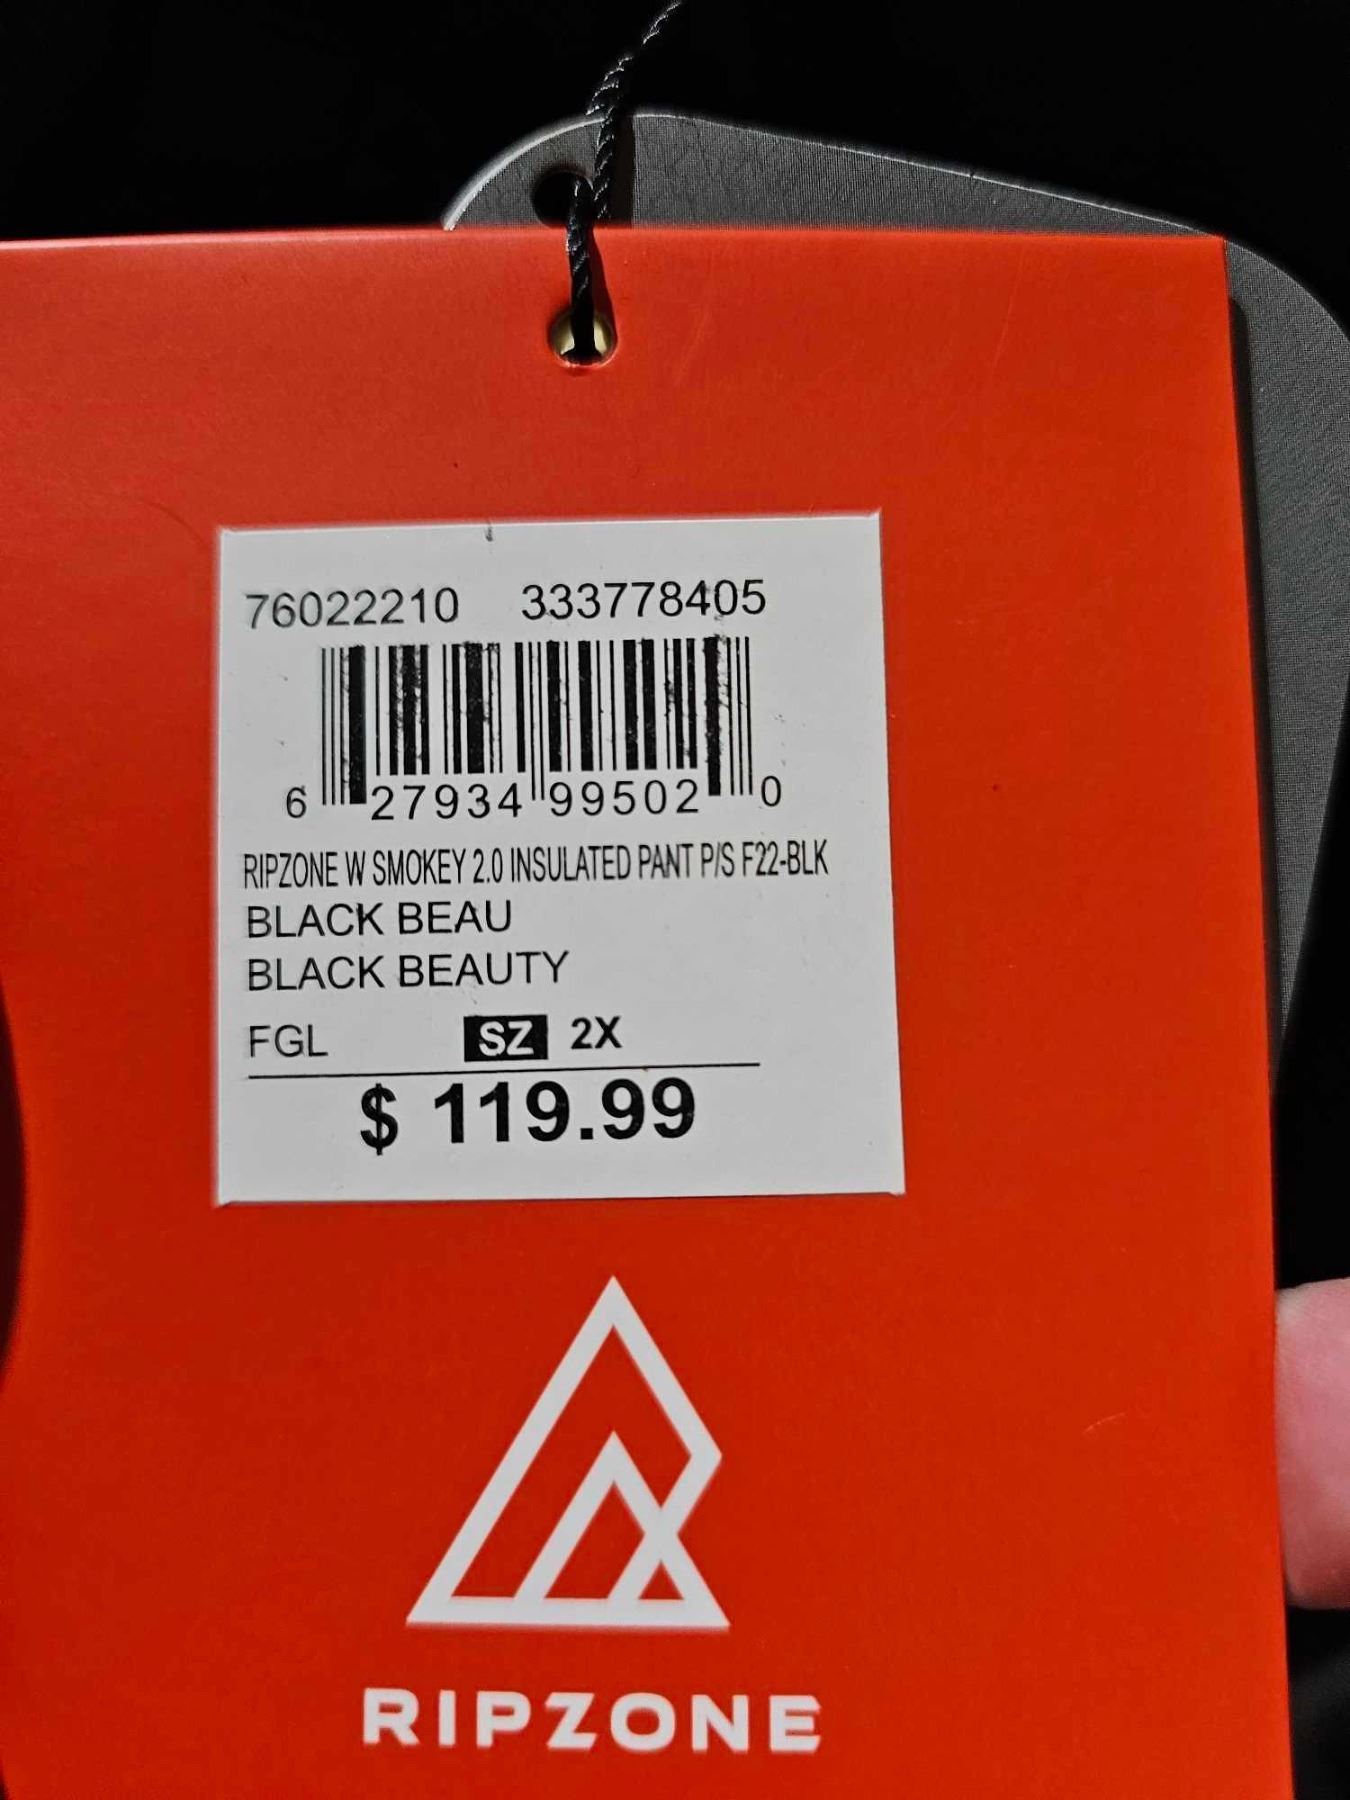 76022210 333778405
6 27934 99502 0
RIPZONE W SMOKEY 2.0 INSULATED PANT P/S F22-BLK
BLACK BEAU
BLACK BEAUTY
FGL SZ 2X
$ 119.99
RIPZONE